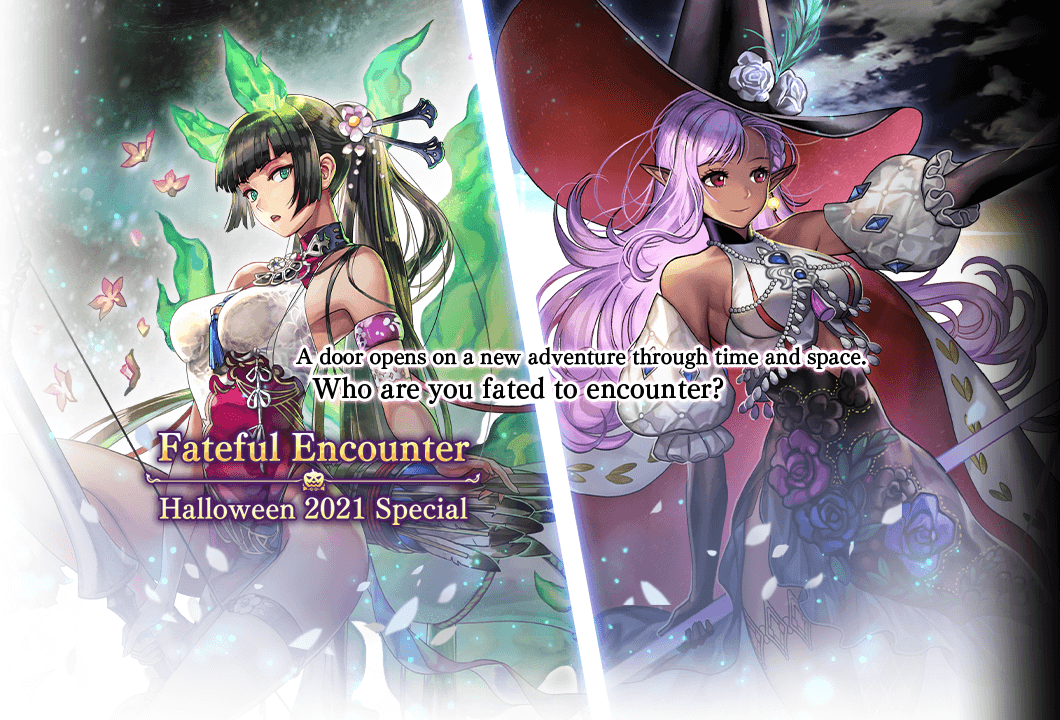 A door opens on a new adventure through time and space.
Who are you fated to encounter?
Fateful Encounter
Halloween 2021 Special